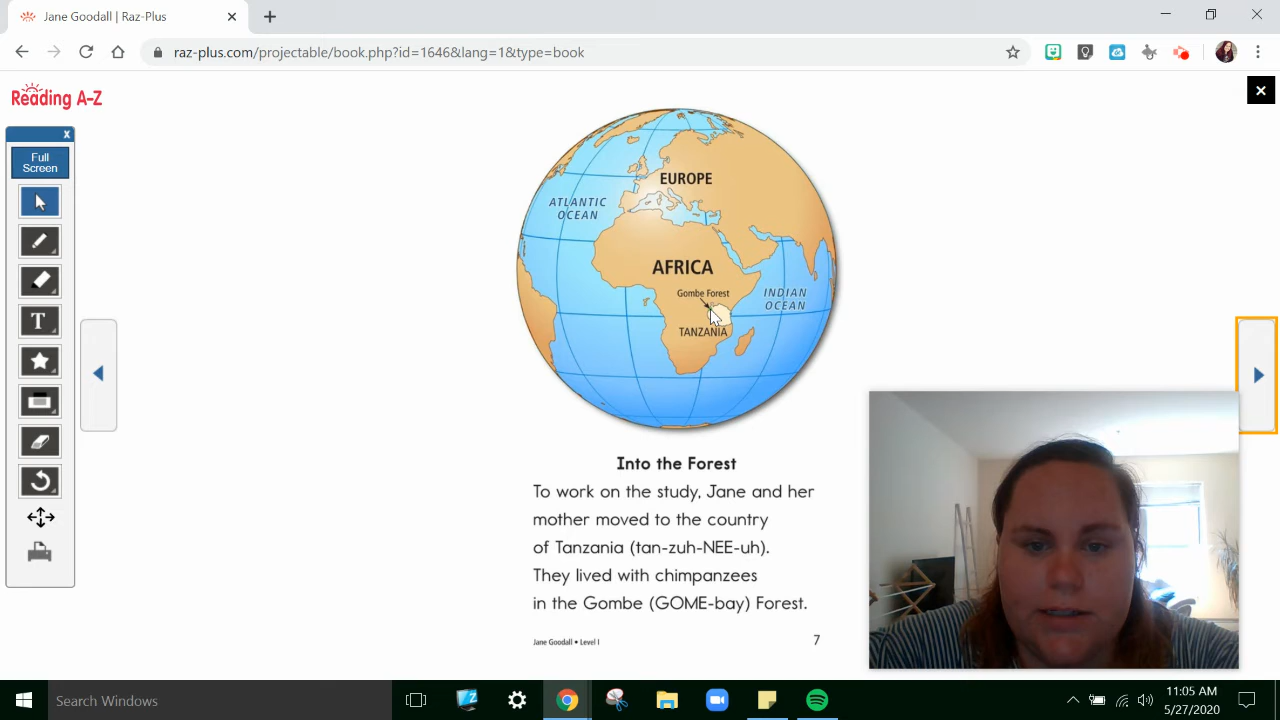 Jane Goodall | Raz-Plus
raz-plus.com/projectable/book.php?id=1646&lang=1&type=book
Reading A-Z
x
Full
Screen
T
EUROPE
ATLANTIC
OCEAN
AFRICA
Gombe Forest
INDIAN
OCEAN
TANZANIA
Into the Forest
To work on the study, Jane and her
mother moved to the country
of Tanzania (tan-zuh-NEE-uh).
They lived with chimpanzees
in the Gombe (GOME-bay) Forest.
Jane Goodall • Level I
7
Search Windows
11:05 AM
5/27/2020